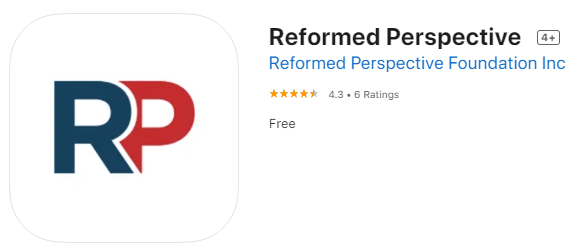 RP
Reformed Perspective 4+
Reformed Perspective Foundation Inc
4.3 • 6 Ratings
Free